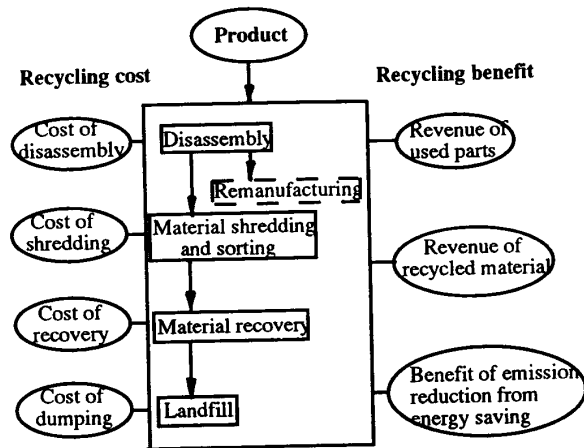 Product
Recycling cost
Recycling benefit
Cost of
disassembly
Disassembly
Revenue of
used parts
Remanufacturing
Cost of
shredding
Material shredding
and sorting
Revenue of
recycled material
Cost of
recovery
Material recovery
Cost of
dumping
Landfill
Benefit of emission
reduction from
energy saving